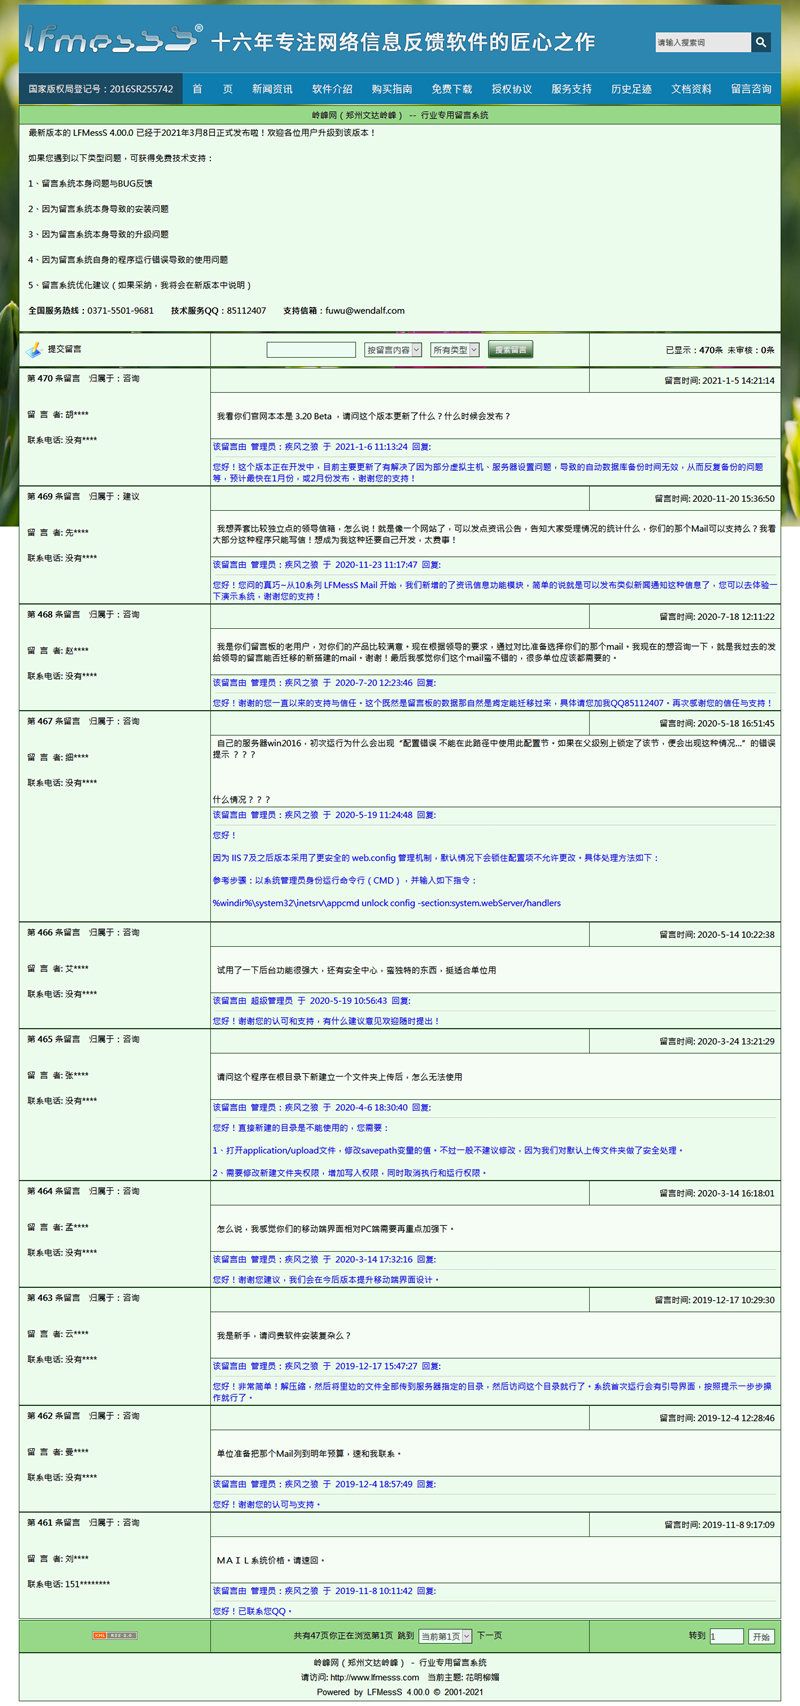 LFMessS® 十六年专注网络信息反馈软件的匠心之作
请输入搜索词
国家版权局登记号：2016SR255742 首 页 新闻资讯 软件介绍 购买指南 免费下载 授权协议 服务支持 历史足迹 文档资料 留言咨询
岭峰网（郑州文达岭峰） -- 行业专用留言系统
最新版本的 LFMessS 4.00.0 已经于2021年3月8日正式发布啦！欢迎各位用户升级到该版本！
如果您遇到以下类型问题，可获得免费技术支持：
1、留言系统本身问题与BUG反馈
2、因为留言系统本身导致的安装问题
3、因为留言系统本身导致的升级问题
4、因为留言系统自身的程序运行错误导致的使用问题
5、留言系统优化建议（如果采纳，我将会在新版本中说明）
全国服务热线：0371-5501-9681 技术服务QQ：85112407 支持信箱：fuwu@wendalf.com
提交留言 按留言内容 所有类型 搜索留言 已显示：470条 未审核：0条
第 470 条留言 归属于：咨询 留言时间: 2021-1-5 14:21:14
留 言 者: 胡****
我看你们官网本本是 3.20 Beta ，请问这个版本更新了什么？什么时候会发布？
联系电话: 没有****
该留言由 管理员：疾风之狼 于 2021-1-6 11:13:24 回复:
您好！这个版本正在开发中，目前主要更新了有解决了因为部分虚拟主机、服务器设置问题，导致的自动数据库备份时间无效，从而反复备份的问题
等，预计最快在1月份，或2月份发布，谢谢您的支持！
第 469 条留言 归属于：建议 留言时间: 2020-11-20 15:36:50
留 言 者: 先****
我想弄套比较独立点的领导信箱，怎么说！就是像一个网站了，可以发点资讯公告，告知大家受理情况的统计什么，你们的那个Mail可以支持么？我看
大部分这种程序只能写信！想成为我这种还要自己开发，太费事！
联系电话: 没有****
该留言由 管理员：疾风之狼 于 2020-11-23 11:17:47 回复:
您好！您问的真巧~从10系列 LFMessS Mail 开始，我们新增的了资讯信息功能模块，简单的说就是可以发布类似新闻通知这种信息了，您可以去体验一
下演示系统，谢谢您的支持！
第 468 条留言 归属于：咨询 留言时间: 2020-7-18 12:11:22
留 言 者: 赵****
我是你们留言板的老用户，对你们的产品比较满意。现在根据领导的要求，通过对比准备选择你们的那个mail。我现在的想咨询一下，就是我过去的发
给领导的留言能否迁移的新搭建的mail。谢谢！最后我感觉你们这个mail蛮不错的，很多单位应该都需要的。
联系电话: 没有****
该留言由 管理员：疾风之狼 于 2020-7-20 12:23:46 回复:
您好！谢谢的您一直以来的支持与信任。这个既然是留言板的数据那自然是肯定能迁移过来，具体请您加我QQ85112407。再次感谢您的信任与支持！
第 467 条留言 归属于：咨询 留言时间: 2020-5-18 16:51:45
留 言 者: 细****
自己的服务器win2016，初次运行为什么会出现“配置错误 不能在此路径中使用此配置节。如果在父级别上锁定了该节，便会出现这种情况...”的错误
提示 ？？？
联系电话: 没有****
什么情况？？？
该留言由 管理员：疾风之狼 于 2020-5-19 11:24:48 回复:
您好！
因为 IIS 7及之后版本采用了更安全的 web.config 管理机制，默认情况下会锁住配置项不允许更改。具体处理方法如下：
参考步骤：以系统管理员身份运行命令行（CMD），并输入如下指令：
%windir%\system32\inetsrv\appcmd unlock config -section:system.webServer/handlers
第 466 条留言 归属于：咨询 留言时间: 2020-5-14 10:22:38
留 言 者: 艾****
试用了一下后台功能很强大，还有安全中心，蛮独特的东西，挺适合单位用
联系电话: 没有****
该留言由 超级管理员 于 2020-5-19 10:56:43 回复:
您好！谢谢您的认可和支持，有什么建议意见欢迎随时提出！
第 465 条留言 归属于：咨询 留言时间: 2020-3-24 13:21:29
留 言 者: 张****
请问这个程序在根目录下新建立一个文件夹上传后，怎么无法使用
联系电话: 没有****
该留言由 管理员：疾风之狼 于 2020-4-6 18:30:40 回复:
您好！直接新建的目录是不能使用的，您需要：
1、打开application/upload文件，修改savepath变量的值。不过一般不建议修改，因为我们对默认上传文件夹做了安全处理。
2、需要修改新建文件夹权限，增加写入权限，同时取消执行和运行权限。
第 464 条留言 归属于：咨询 留言时间: 2020-3-14 16:18:01
留 言 者: 孟****
怎么说，我感觉你们的移动端界面相对PC端需要再重点加强下。
联系电话: 没有****
该留言由 管理员：疾风之狼 于 2020-3-14 17:32:16 回复:
您好！谢谢您建议，我们会在今后版本提升移动端界面设计。
第 463 条留言 归属于：咨询 留言时间: 2019-12-17 10:29:30
留 言 者: 云****
我是新手，请问贵软件安装复杂么？
联系电话: 没有****
该留言由 管理员：疾风之狼 于 2019-12-17 15:47:27 回复:
您好！非常简单！解压缩，然后将里边的文件全部传到服务器指定的目录，然后访问这个目录就行了。系统首次运行会有引导界面，按照提示一步步操
作就行了。
第 462 条留言 归属于：咨询 留言时间: 2019-12-4 12:28:46
留 言 者: 曼****
单位准备把那个Mail列到明年预算，速和我联系。
联系电话: 没有****
该留言由 管理员：疾风之狼 于 2019-12-4 18:57:49 回复:
您好！谢谢您的认可与支持。
第 461 条留言 归属于：咨询 留言时间: 2019-11-8 9:17:09
留 言 者: 刘****
ＭＡＩＬ系统价格。请速回。
联系电话: 151********
该留言由 管理员：疾风之狼 于 2019-11-8 10:11:42 回复:
您好！已联系您QQ。
XML RSS 2.0 共有47页你正在浏览第1页 跳到 当前第1页 下一页 转到 1 开始
岭峰网（郑州文达岭峰） - 行业专用留言系统
请访问: http://www.lfmesss.com 当前主题: 花明柳媚
Powered by LFMessS 4.00.0 © 2001-2021